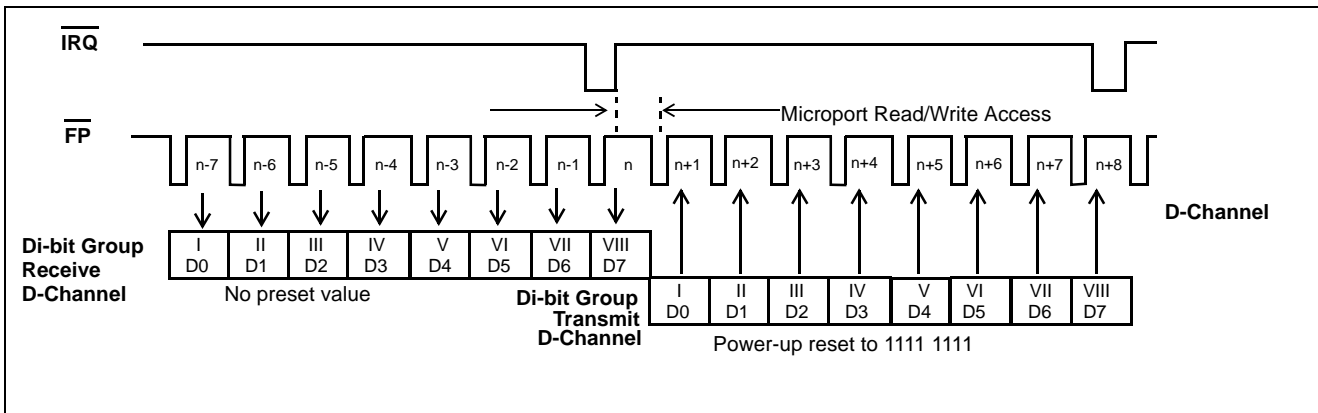 IRQ
Microport Read/Write Access
FP
n-7 n-6 n-5 n-4 n-3 n-2 n-1 n n+1 n+2 n+3 n+4 n+5 n+6 n+7 n+8
D-Channel
Di-bit Group
Receive
D-Channel
I II III IV V VI VII VIII
D0 D1 D2 D3 D4 D5 D6 D7
No preset value
Di-bit Group
Transmit
D-Channel
I II III IV V VI VII VIII
D0 D1 D2 D3 D4 D5 D6 D7
Power-up reset to 1111 1111